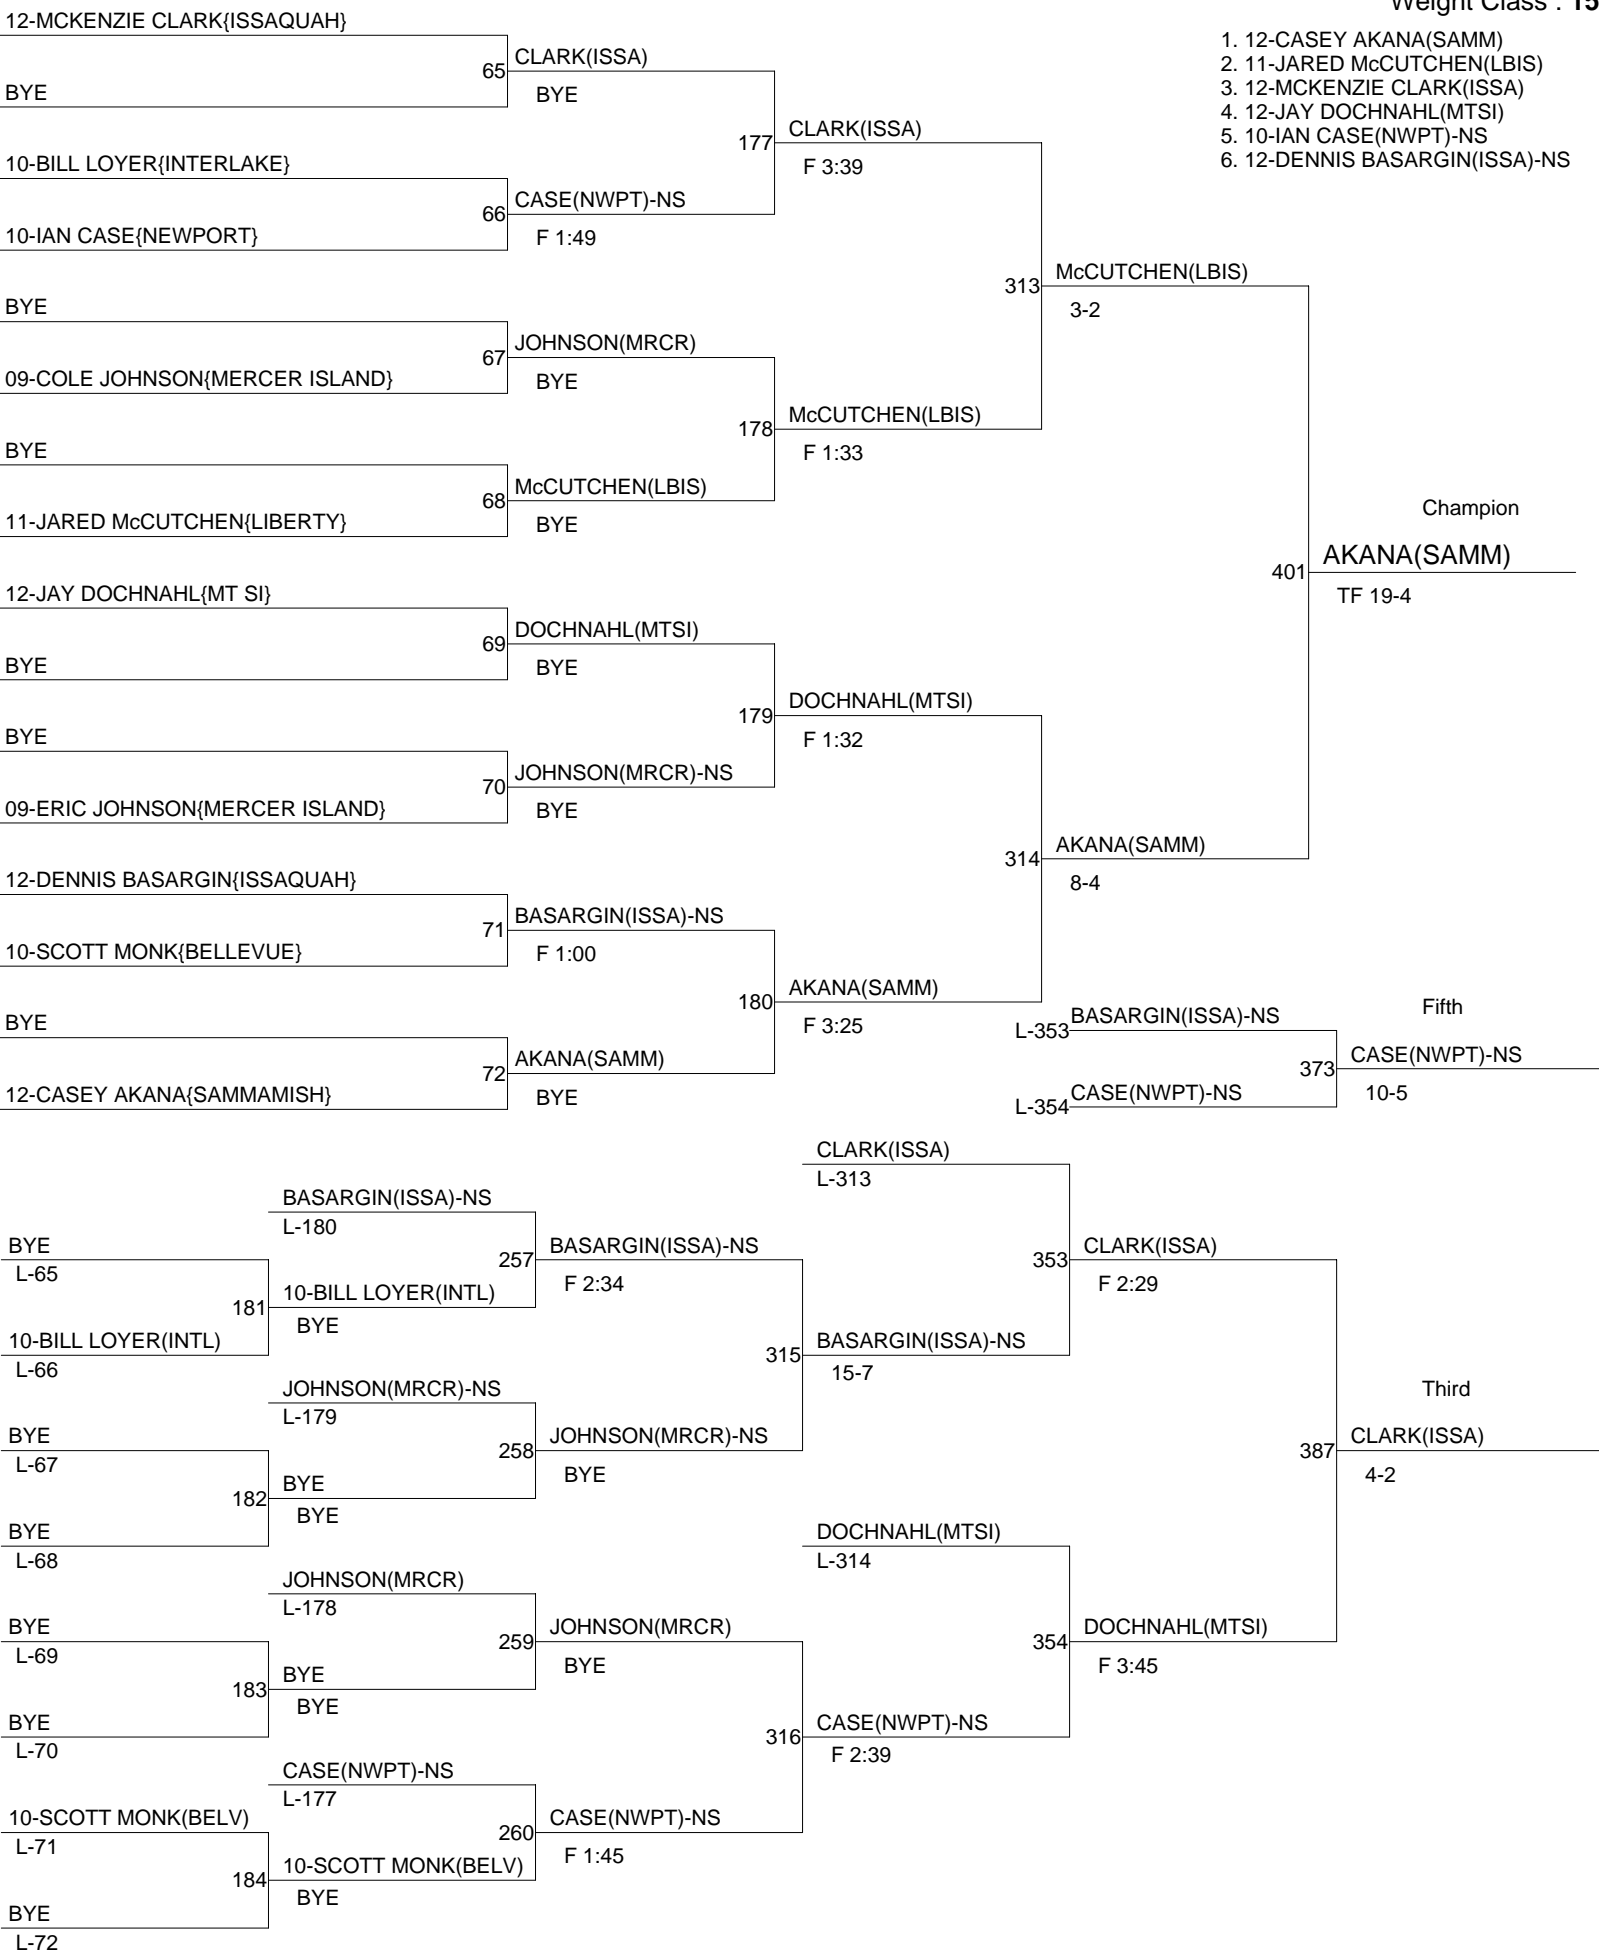 Weight Class : 15
12-MCKENZIE CLARK{ISSAQUAH}
BYE
10-BILL LOYER{INTERLAKE}
10-IAN CASE{NEWPORT}
BYE
09-COLE JOHNSON{MERCER ISLAND}
BYE
11-JARED McCUTCHEN{LIBERTY}
12-JAY DOCHNAHL{MT SI}
BYE
BYE
09-ERIC JOHNSON{MERCER ISLAND}
12-DENNIS BASARGIN{ISSAQUAH}
10-SCOTT MONK{BELLEVUE}
BYE
12-CASEY AKANA{SAMMAMISH}
65
CLARK(ISSA)
BYE
66
CASE(NWPT)-NS
F 1:49
67
JOHNSON(MRCR)
BYE
68
McCUTCHEN(LBIS)
BYE
69
DOCHNAHL(MTSI)
BYE
70
JOHNSON(MRCR)-NS
BYE
71
BASARGIN(ISSA)-NS
F 1:00
72
AKANA(SAMM)
BYE
177
CLARK(ISSA)
F 3:39
178
McCUTCHEN(LBIS)
F 1:33
179
DOCHNAHL(MTSI)
F 1:32
180
AKANA(SAMM)
F 3:25
313
McCUTCHEN(LBIS)
3-2
314
AKANA(SAMM)
8-4
Champion
401
AKANA(SAMM)
TF 19-4
1. 12-CASEY AKANA(SAMM)
2. 11-JARED McCUTCHEN(LBIS)
3. 12-MCKENZIE CLARK(ISSA)
4. 12-JAY DOCHNAHL(MTSI)
5. 10-IAN CASE(NWPT)-NS
6. 12-DENNIS BASARGIN(ISSA)-NS
Fifth
L-353
BASARGIN(ISSA)-NS
L-354
CASE(NWPT)-NS
373
CASE(NWPT)-NS
10-5
BYE
L-65
10-BILL LOYER(INTL)
L-66
BYE
L-67
BYE
L-68
BYE
L-69
BYE
L-70
10-SCOTT MONK(BELV)
L-71
BYE
L-72
BASARGIN(ISSA)-NS
L-180
181
10-BILL LOYER(INTL)
BYE
JOHNSON(MRCR)-NS
L-179
182
BYE
BYE
JOHNSON(MRCR)
L-178
183
BYE
BYE
CASE(NWPT)-NS
L-177
184
10-SCOTT MONK(BELV)
BYE
257
BASARGIN(ISSA)-NS
F 2:34
258
JOHNSON(MRCR)-NS
BYE
259
JOHNSON(MRCR)
BYE
260
CASE(NWPT)-NS
F 1:45
CLARK(ISSA)
L-313
315
BASARGIN(ISSA)-NS
15-7
DOCHNAHL(MTSI)
L-314
316
CASE(NWPT)-NS
F 2:39
353
CLARK(ISSA)
F 2:29
354
DOCHNAHL(MTSI)
F 3:45
Third
387
CLARK(ISSA)
4-2